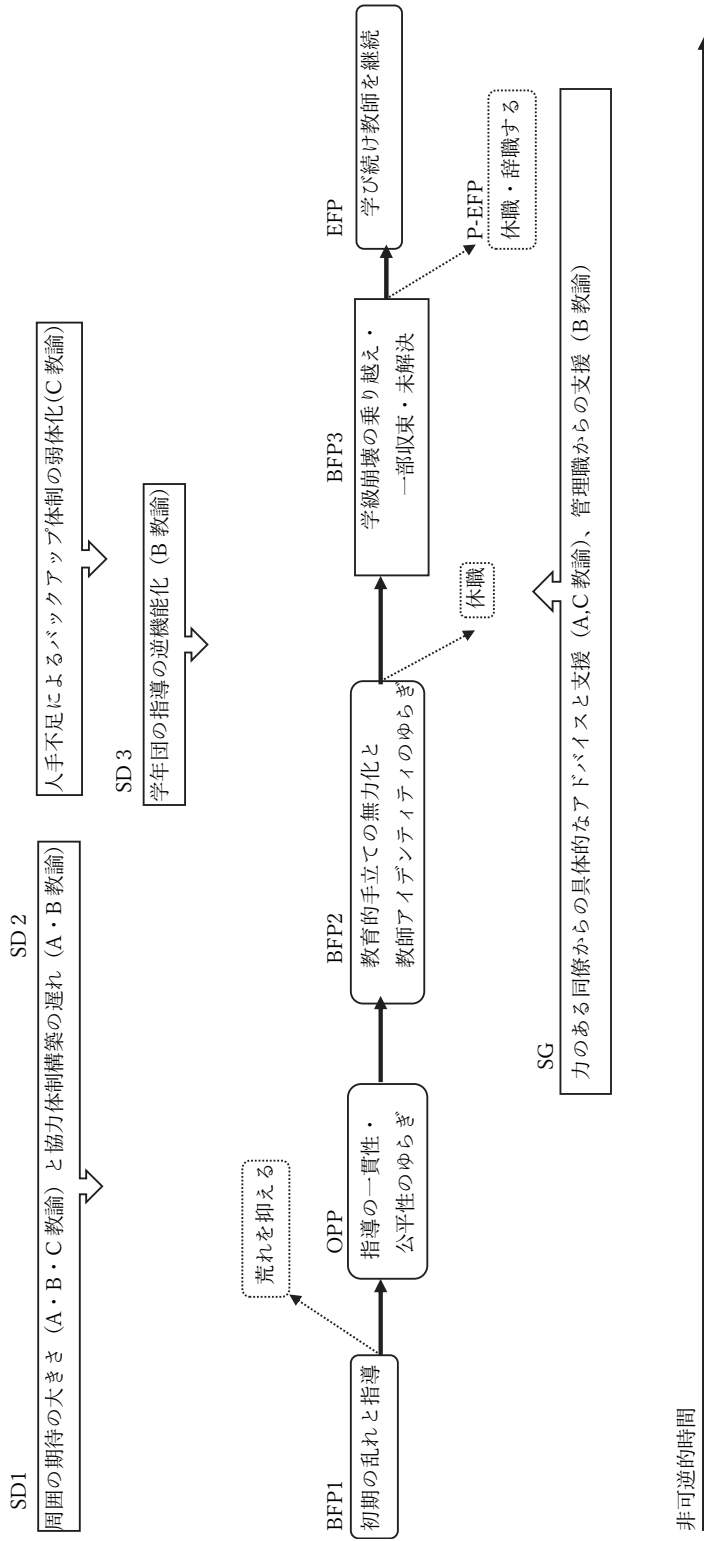 SD1
SD 2
周囲の期待の大きさ（A・B・C 教諭）と協力体制構築の遅れ（A・B 教諭）
人手不足によるバックアップ体制の弱体化(C 教諭)
SD 3
学年団の指導の逆機能化（B 教諭）
荒れを抑える
BFP1
初期の乱れと指導
OPP
指導の一貫性・
公平性のゆらぎ
BFP2
教育的手立ての無力化と
教師アイデンティティのゆらぎ
BFP3
学級崩壊の乗り越え・
一部収束・未解決
EFP
学び続け教師を継続
休職
P-EFP
休職・辞職する
SG
力のある同僚からの具体的なアドバイスと支援（A,C 教諭）、管理職からの支援（B 教諭）
非可逆的時間